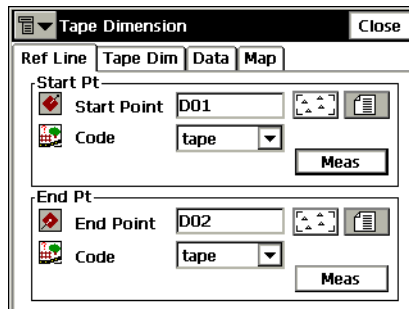 Tape Dimension Close
Ref Line Tape Dim Data Map
Start Pt
Start Point D01
Code tape
Meas
End Pt
End Point D02
Code tape
Meas